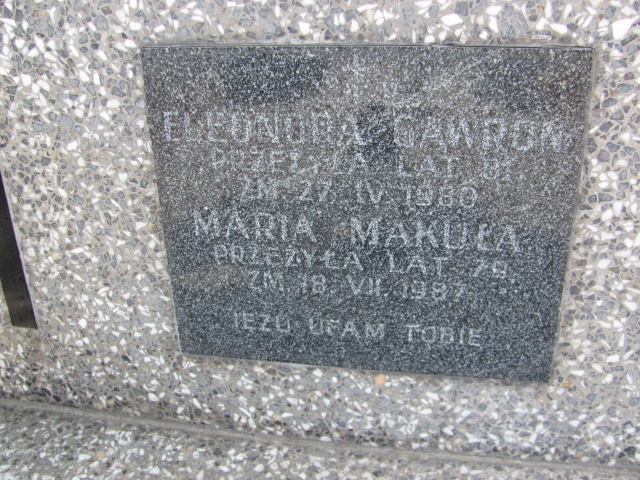 ELEONORA GAWRON
PRZEŻYŁA LAT 81
ZM 27 IV 1980
MARIA MAKUŁA
PRZEŻYŁA LAT 79
ZM 18 VII 1987
JEZU UFAM TOBIE